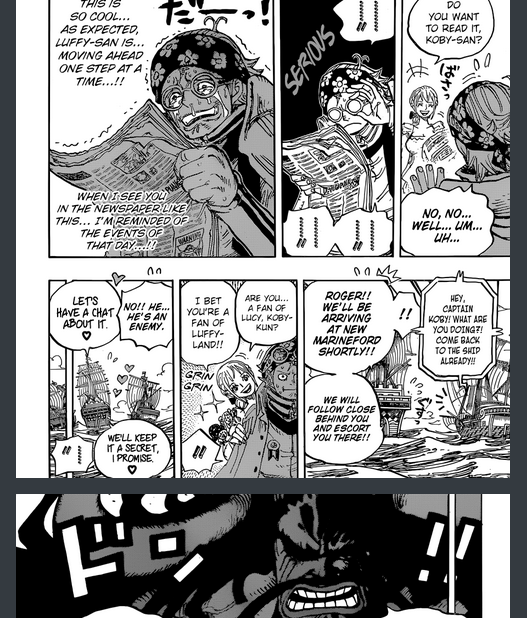 DO
YOU WANT
TO READ IT,
KOBY-SAN?
NO, NO...
WELL... UM...
UH...
!!
SERIOUS
だーっ!
THIS IS
SO COOL...
AS EXPECTED,
LUFFY-SAN IS...
MOVING AHEAD
ONE STEP AT A
TIME...!!
WHEN I SEE YOU
IN THE NEWSPAPER LIKE
THIS... I'M REMINDED OF
THE EVENTS OF
THAT DAY...!!
HEY,
CAPTAIN
KOBY! WHAT ARE
YOU DOING?!
COME BACK
TO THE SHIP
ALREADY!!!
!!
ROGER!!
WE'LL BE
ARRIVING
AT NEW
MARINEFORD
SHORTLY!!
WE WILL
FOLLOW CLOSE
BEHIND YOU
AND ESCORT
YOU THERE!!
ARE YOU...
A FAN OF
LUCY, KOBY-
KUN?
I BET
YOU'RE A
FAN OF
LUFFY-
LAND!!
GRIN
GRIN
!!
NO!! HE...
HE'S AN
ENEMY.
LET'S
HAVE A CHAT
ABOUT IT.
WE'LL KEEP
IT A SECRET,
I PROMISE.
!!
ド
!!